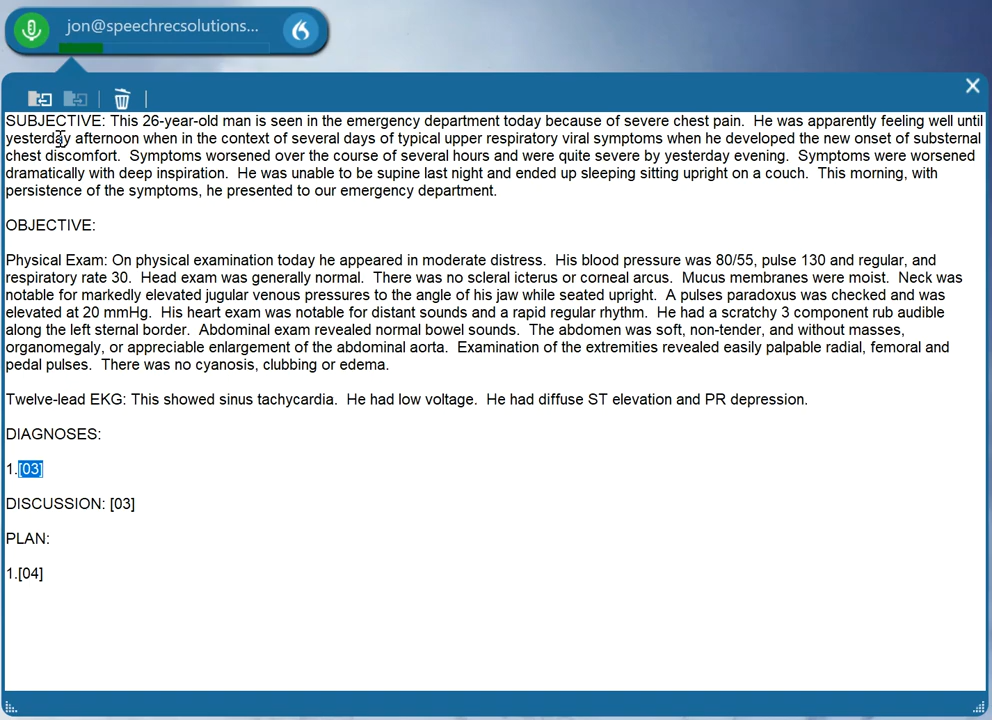 jon@speechrecsolutions...
SUBJECTIVE: This 26-year-old man is seen in the emergency department today because of severe chest pain.  He was apparently feeling well until
yesterday afternoon when in the context of several days of typical upper respiratory viral symptoms when he developed the new onset of substernal
chest discomfort.  Symptoms worsened over the course of several hours and were quite severe by yesterday evening.  Symptoms were worsened
dramatically with deep inspiration.  He was unable to be supine last night and ended up sleeping sitting upright on a couch.  This morning, with
persistence of the symptoms, he presented to our emergency department.
OBJECTIVE:
Physical Exam: On physical examination today he appeared in moderate distress.  His blood pressure was 80/55, pulse 130 and regular, and
respiratory rate 30.  Head exam was generally normal.  There was no scleral icterus or corneal arcus.  Mucus membranes were moist.  Neck was
notable for markedly elevated jugular venous pressures to the angle of his jaw while seated upright.  A pulses paradoxus was checked and was
elevated at 20 mmHg.  His heart exam was notable for distant sounds and a rapid regular rhythm.  He had a scratchy 3 component rub audible
along the left sternal border.  Abdominal exam revealed normal bowel sounds.  The abdomen was soft, non-tender, and without masses,
organomegaly, or appreciable enlargement of the abdominal aorta.  Examination of the extremities revealed easily palpable radial, femoral and
pedal pulses.  There was no cyanosis, clubbing or edema.
Twelve-lead EKG: This showed sinus tachycardia.  He had low voltage.  He had diffuse ST elevation and PR depression.
DIAGNOSES:
1.[03]
DISCUSSION: [03]
PLAN:
1.[04]